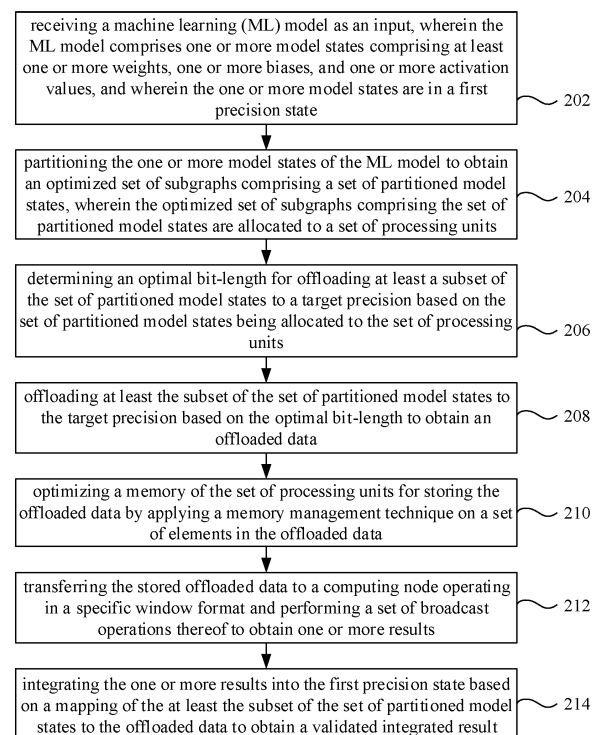 receiving a machine learning (ML) model as an input, wherein the
ML model comprises one or more model states comprising at least
one or more weights, one or more biases, and one or more activation
values, and wherein the one or more model states are in a first
precision state
202
partitioning the one or more model states of the ML model to obtain
an optimized set of subgraphs comprising a set of partitioned model
states, wherein the optimized set of subgraphs comprising the set of
partitioned model states are allocated to a set of processing units
204
determining an optimal bit-length for offloading at least a subset of
the set of partitioned model states to a target precision based on the
set of partitioned model states being allocated to the set of processing
units
206
offloading at least the subset of the set of partitioned model states to
the target precision based on the optimal bit-length to obtain an
offloaded data
208
optimizing a memory of the set of processing units for storing the
offloaded data by applying a memory management technique on a set
of elements in the offloaded data
210
transferring the stored offloaded data to a computing node operating
in a specific window format and performing a set of broadcast
operations thereof to obtain one or more results
212
integrating the one or more results into the first precision state based
on a mapping of the at least the subset of the set of partitioned model
states to the offloaded data to obtain a validated integrated result
214